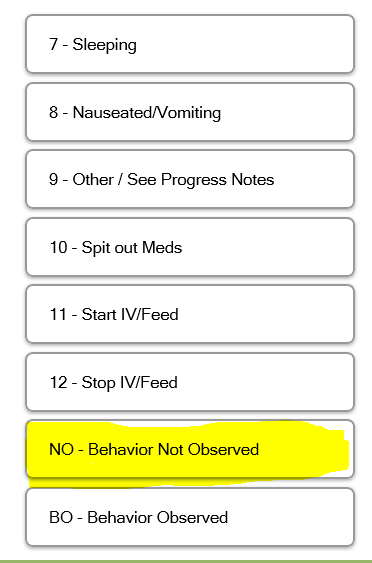 7 - Sleeping
8 - Nauseated/Vomiting
9 - Other / See Progress Notes
10 - Spit out Meds
11 - Start IV/Feed
12 - Stop IV/Feed
NO - Behavior Not Observed
BO - Behavior Observed